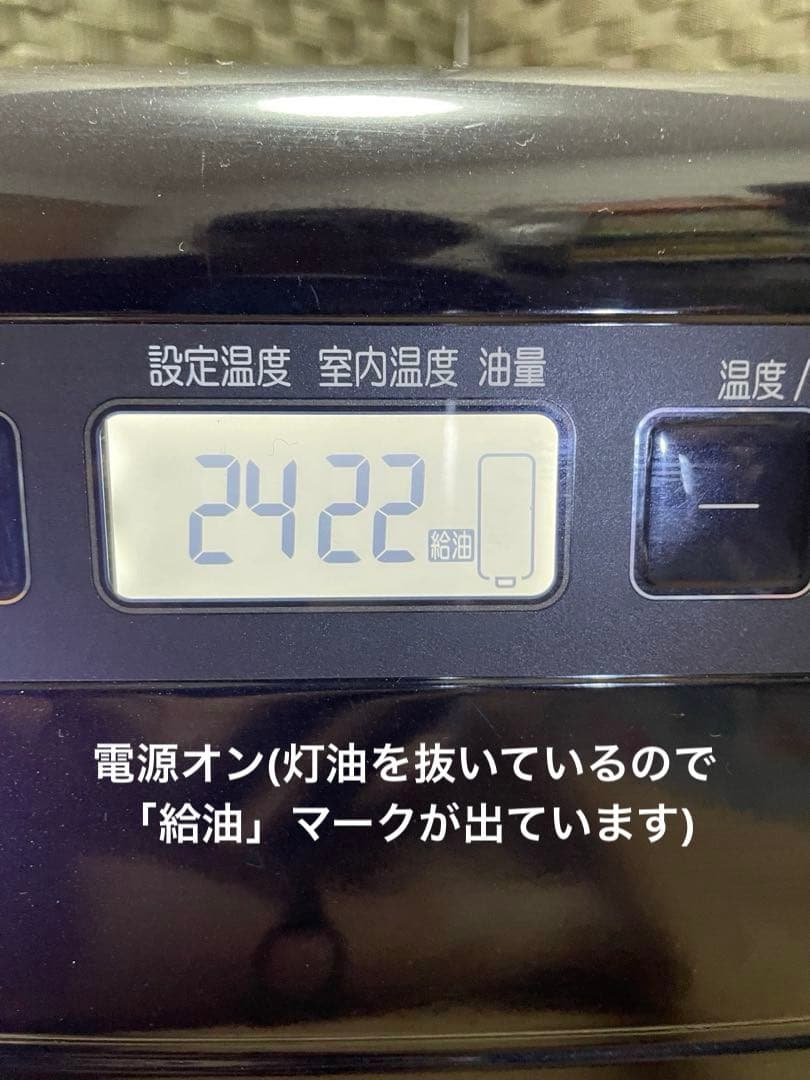 設定温度 室内温度 油量
温度/
24 22 給油
－
電源オン(灯油を抜いているので
「給油」マークが出ています)